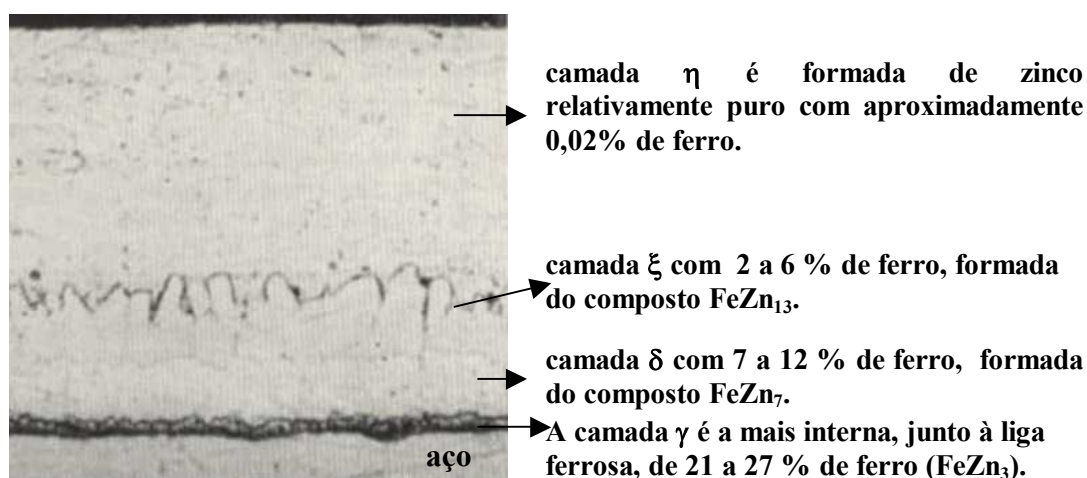 camada η é formada de zinco
relativamente puro com aproximadamente
0,02% de ferro.
camada ξ com 2 a 6 % de ferro, formada
do composto FeZn₁₃.
camada δ com 7 a 12 % de ferro, formada
do composto FeZn₇.
A camada γ é a mais interna, junto à liga
ferrosa, de 21 a 27 % de ferro (FeZn₃).
aço